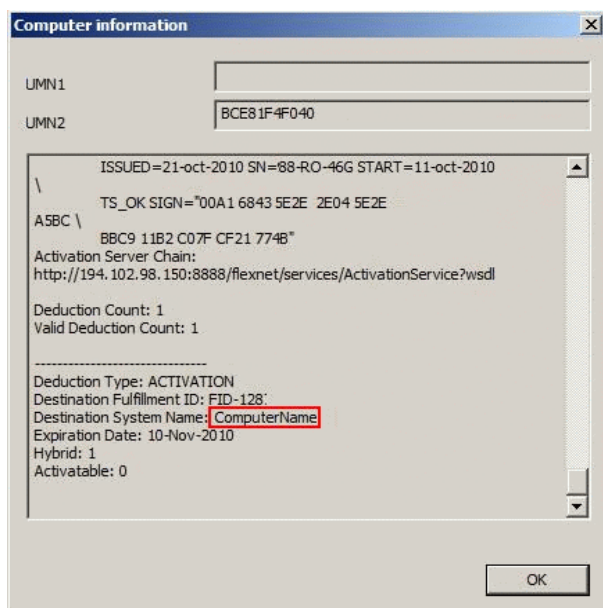 Computer information
UMN1
UMN2
BCE81F4F040
ISSUED=21-oct-2010 SN=88-RO-46G START=11-oct-2010
\
TS_OK SIGN="00A1 6843 5E2E 2E04 5E2E
A5BC \
BBC9 11B2 C07F CF21 774B"
Activation Server Chain:
http://194.102.98.150:8888/flexnet/services/ActivationService?wsdl
Deduction Count: 1
Valid Deduction Count: 1
--------------------------------
Deduction Type: ACTIVATION
Destination Fulfillment ID: FID-128
Destination System Name: ComputerName
Expiration Date: 10-Nov-2010
Hybrid: 1
Activatable: 0
OK